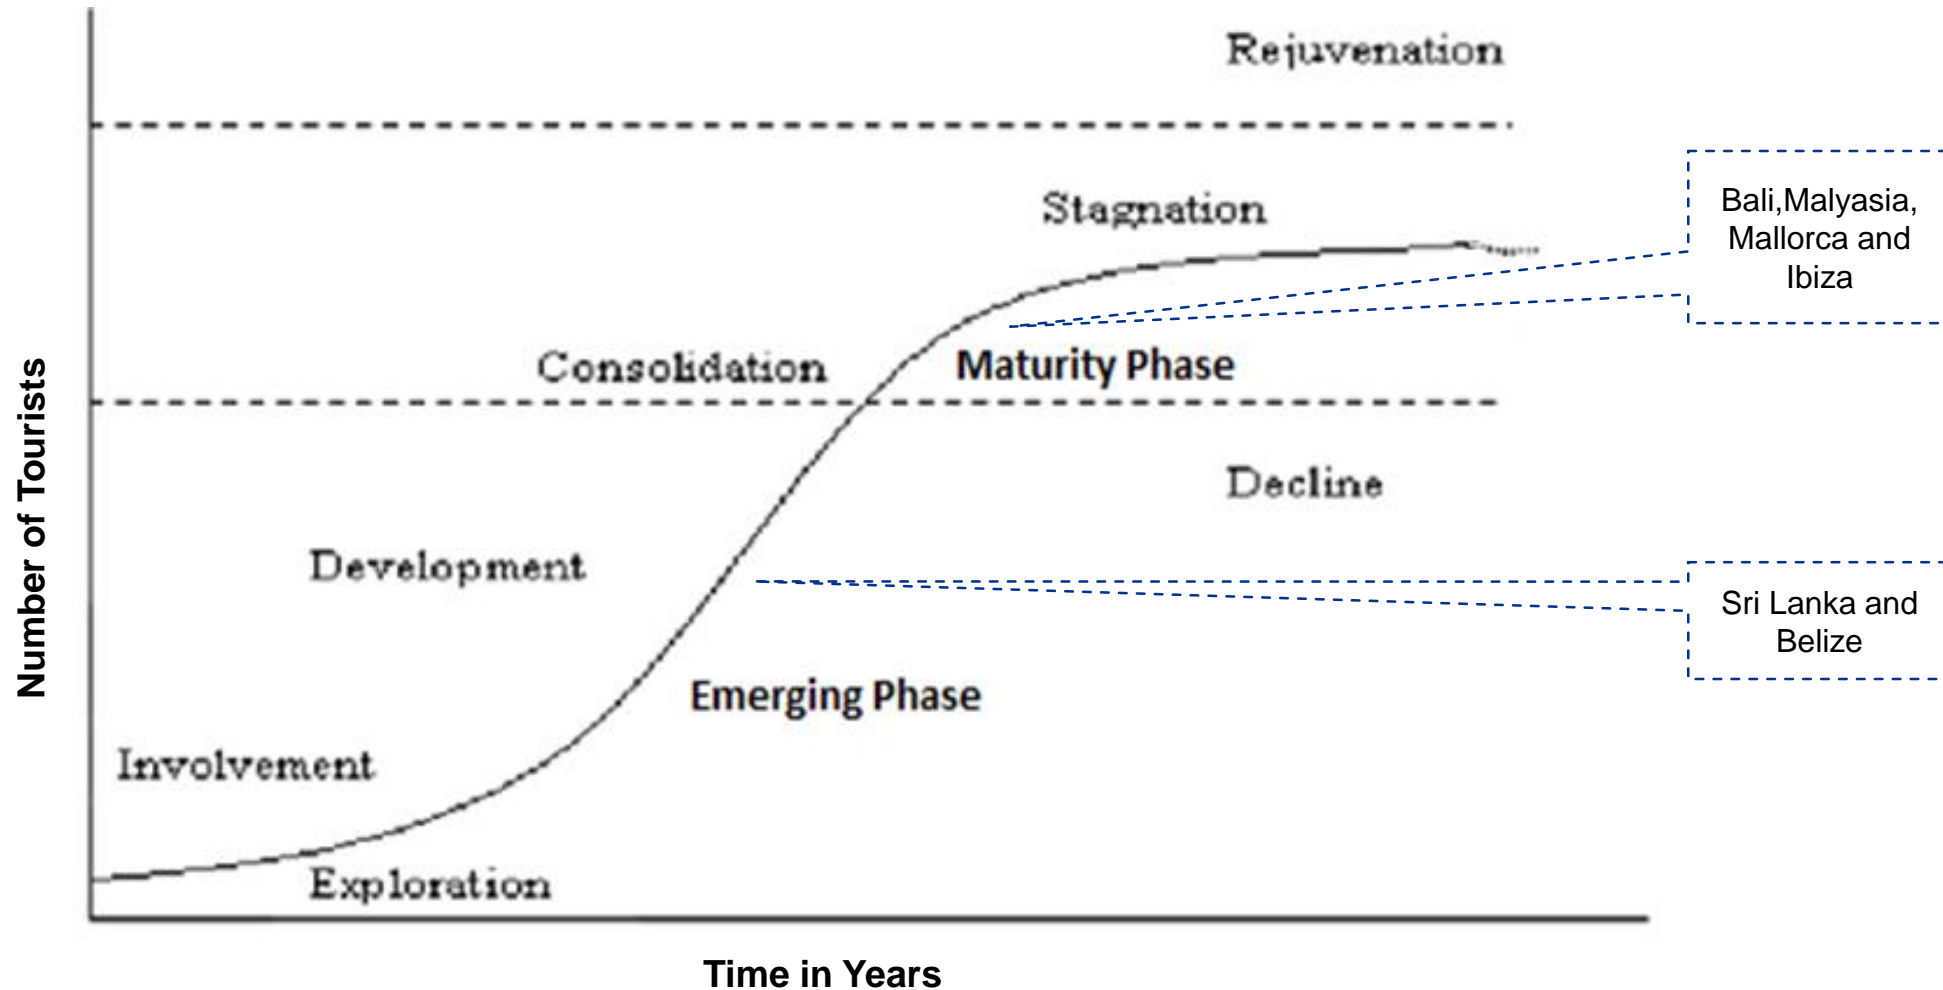 Rejuvenation
Bali,Malyasia,
Mallorca and
Ibiza
Stagnation
Consolidation
Maturity Phase
Decline
Development
Sri Lanka and
Belize
Emerging Phase
Involvement
Exploration
Number of Tourists
Time in Years